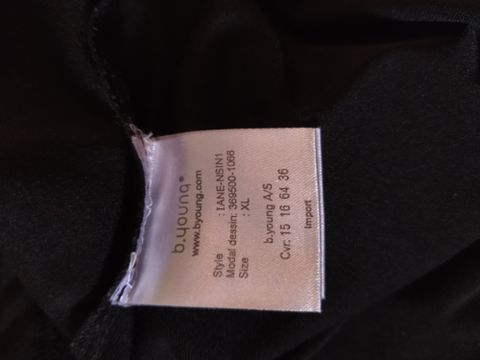 b.young®
www.byoung.com
Style : IANE-NSIN1
Modal dessin: 369500-1066
Size : XL
b.young A/S
Cvr: 15 16 64 36
Import